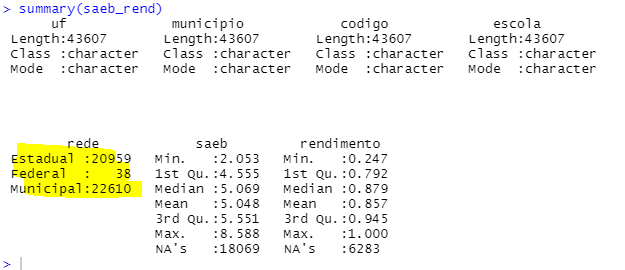 > summary(saeb_rend)
uf municipio codigo escola
Length:43607 Length:43607 Length:43607 Length:43607
Class :character Class :character Class :character Class :character
Mode :character Mode :character Mode :character Mode :character
rede saeb rendimento
Estadual :20959 Min. :2.053 Min. :0.247
Federal : 38 1st Qu.:4.555 1st Qu.:0.792
Municipal:22610 Median :5.069 Median :0.879
Mean :5.048 Mean :0.857
3rd Qu.:5.551 3rd Qu.:0.945
Max. :8.588 Max. :1.000
NA's :18069 NA's :6283
>